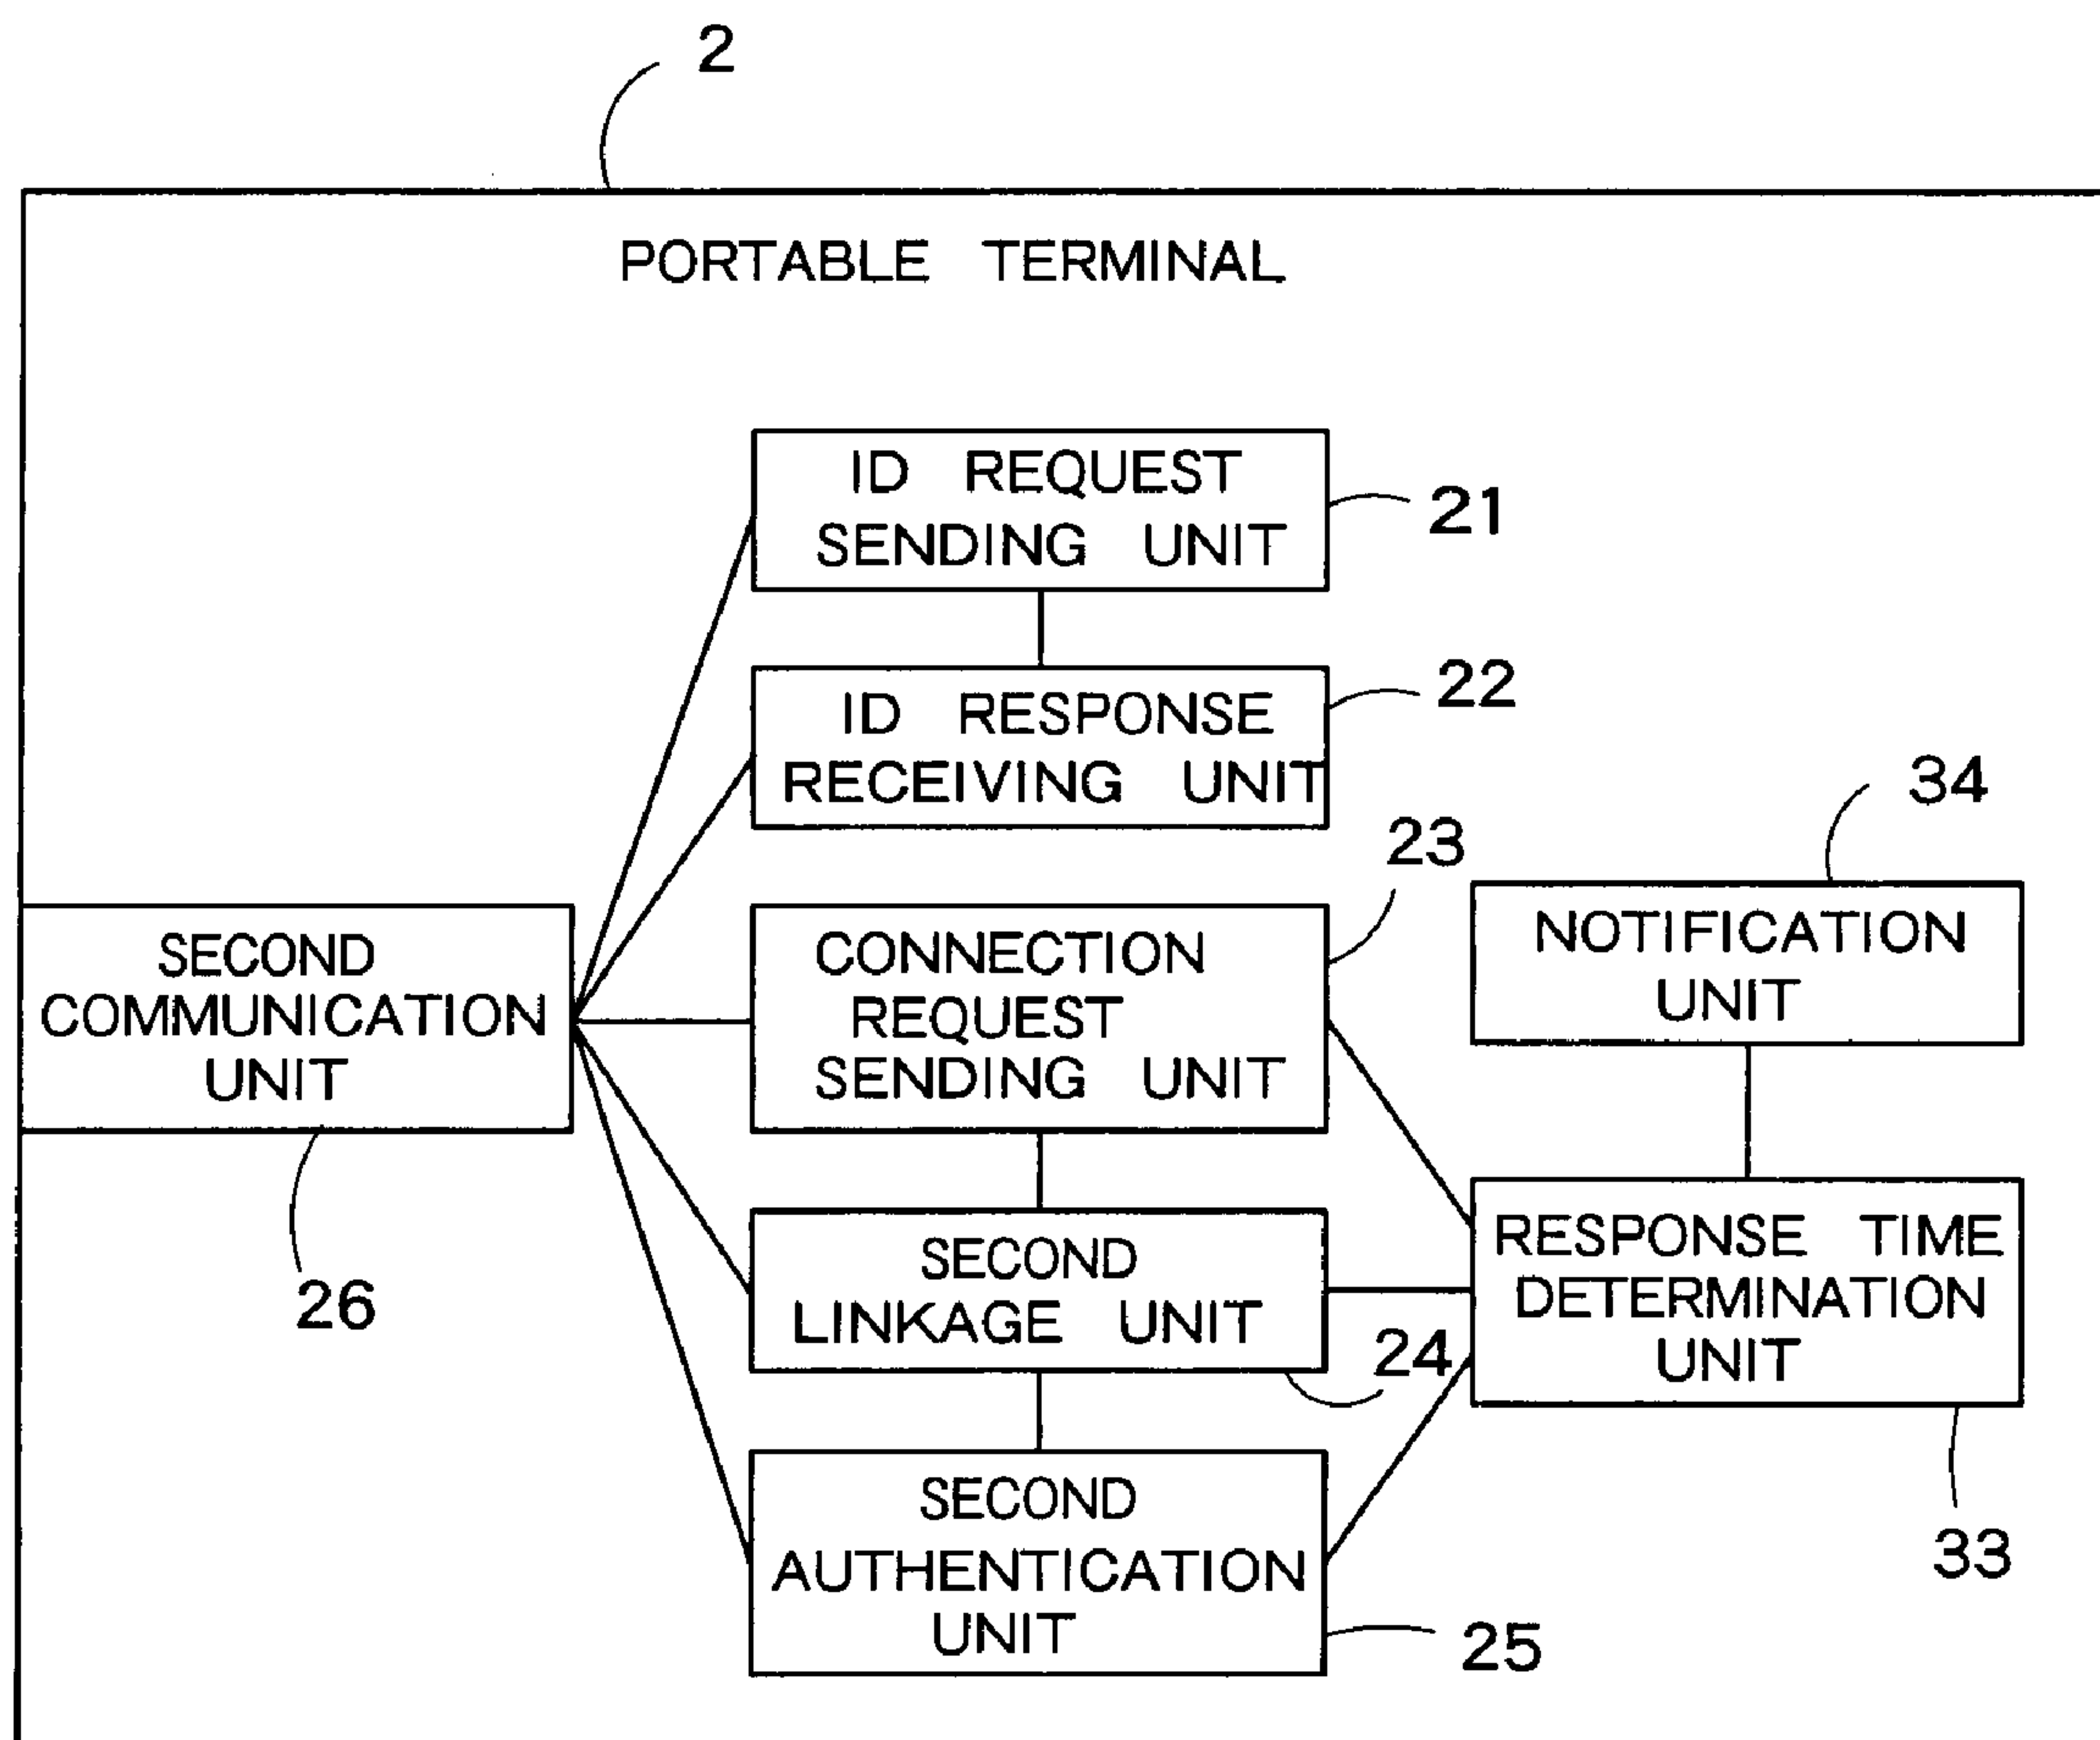 2
PORTABLE TERMINAL
ID REQUEST
SENDING UNIT
21
ID RESPONSE
RECEIVING UNIT
22
23
34
SECOND
COMMUNICATION
UNIT
26
CONNECTION
REQUEST
SENDING UNIT
NOTIFICATION
UNIT
SECOND
LINKAGE UNIT
24
RESPONSE TIME
DETERMINATION
UNIT
33
SECOND
AUTHENTICATION
UNIT
25